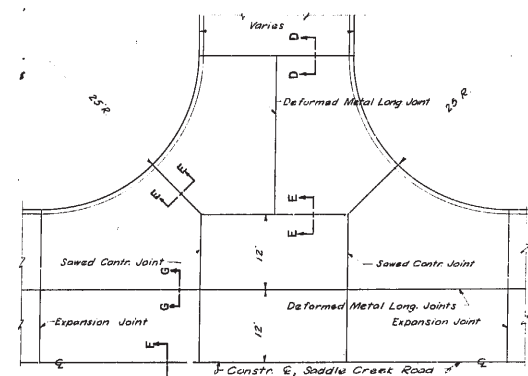 Varies
D
D
25' R
25' R
Deformed Metal Long Joint
E
E
E
E
Sawed Contr. Joint
12'
Sawed Contr. Joint
G
G
12'
Deformed Metal Long. Joints
Expansion Joint
Expansion Joint
F
℄
Constr. ℄, Saddle Creek Road
℄